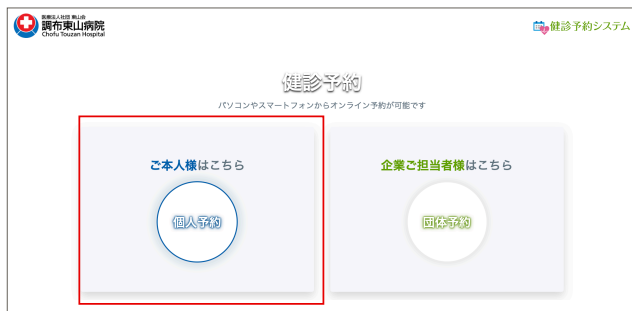 医療法人社団 東山会
調布東山病院
Chofu Touzan Hospital
健診予約システム
健診予約
パソコンやスマートフォンからオンライン予約が可能です
ご本人様はこちら
個人予約
企業ご担当者様はこちら
団体予約